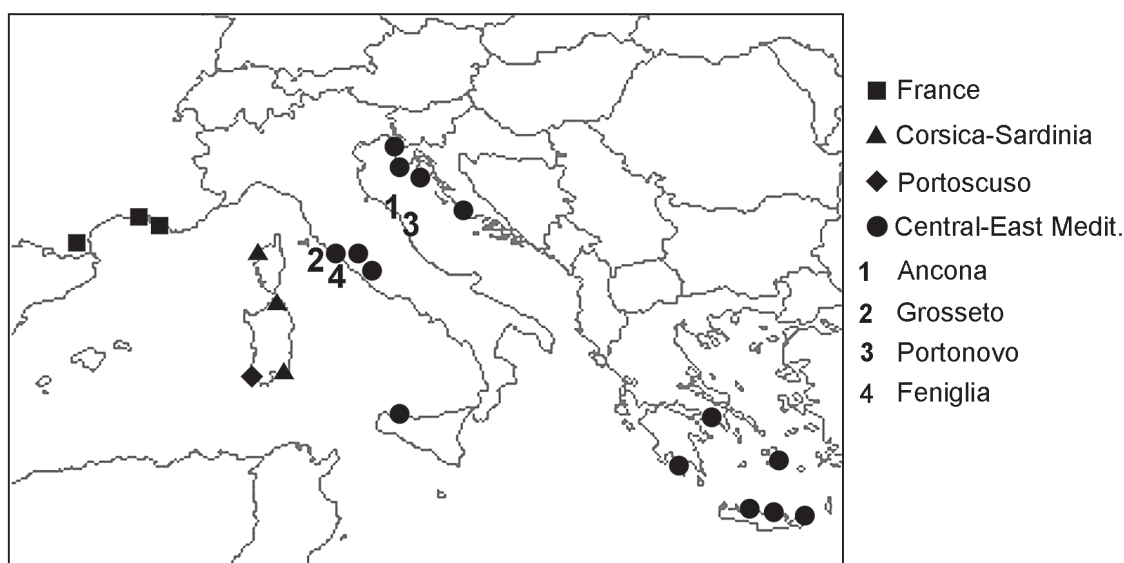 1
3
2
4
France
Corsica-Sardinia
Portoscuso
Central-East Medit.
1 Ancona
2 Grosseto
3 Portonovo
4 Feniglia